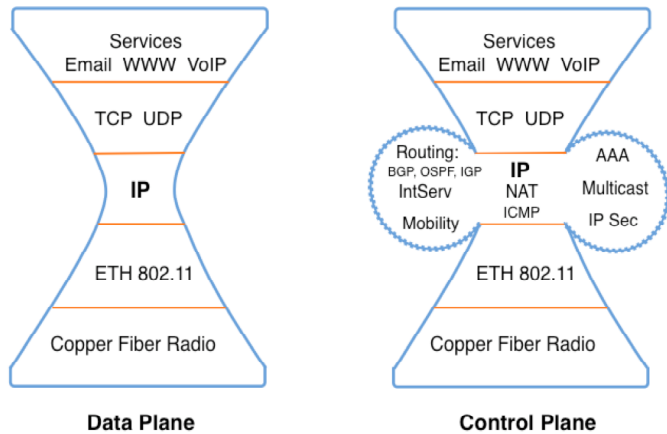 Services
Email WWW VoIP
TCP UDP
IP
ETH 802.11
Copper Fiber Radio
Data Plane
Services
Email WWW VoIP
TCP UDP
Routing:
BGP, OSPF, IGP
IntServ
Mobility
IP
NAT
ICMP
AAA
Multicast
IP Sec
ETH 802.11
Copper Fiber Radio
Control Plane